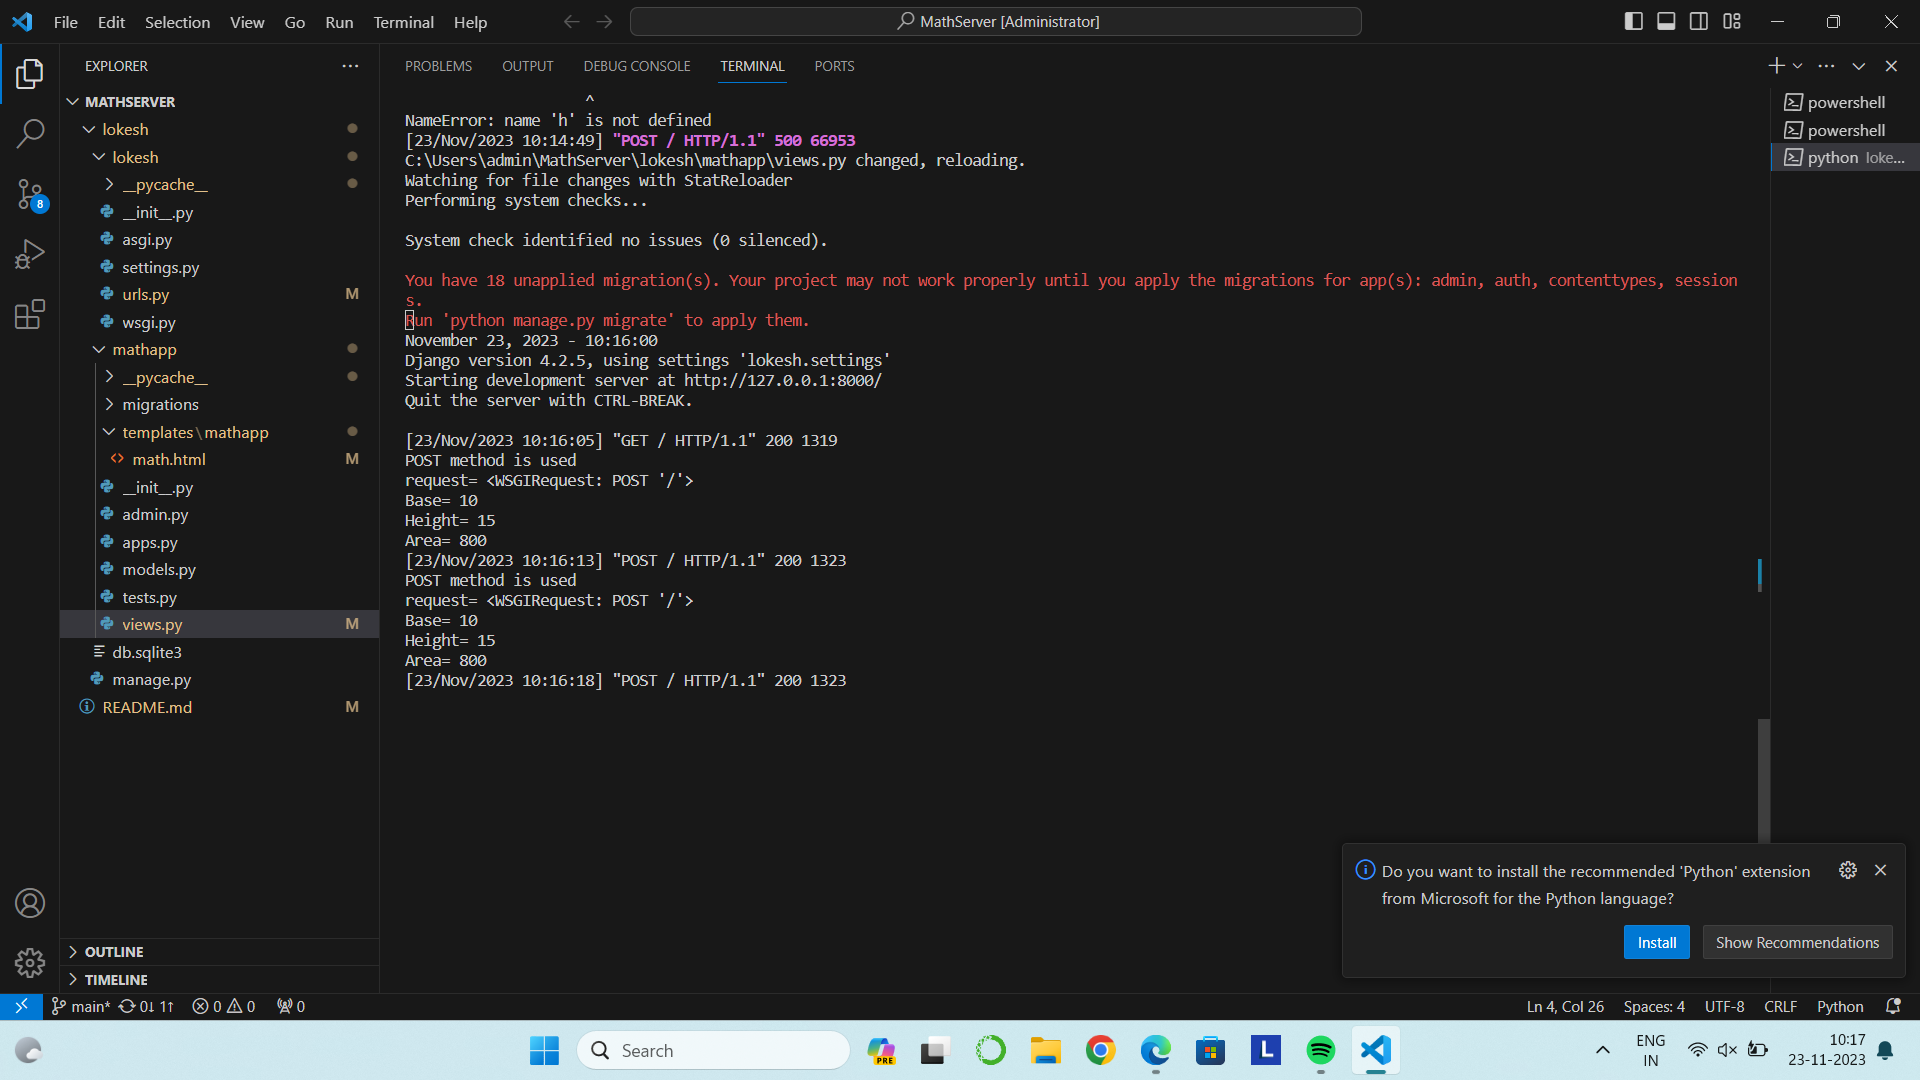 File Edit Selection View Go Run Terminal Help
MathServer [Administrator]
EXPLORER
MATHSERVER
lokesh
lokesh
__pycache__
__init__.py
asgi.py
settings.py
urls.py M
wsgi.py
mathapp
__pycache__
migrations
templates\mathapp
math.html M
__init__.py
admin.py
apps.py
models.py
tests.py
views.py M
db.sqlite3
manage.py
README.md M
OUTLINE
TIMELINE
8
PROBLEMS OUTPUT DEBUG CONSOLE TERMINAL PORTS
^
NameError: name 'h' is not defined
[23/Nov/2023 10:14:49] "POST / HTTP/1.1" 500 66953
C:\Users\admin\MathServer\lokesh\mathapp\views.py changed, reloading.
Watching for file changes with StatReloader
Performing system checks...
System check identified no issues (0 silenced).
You have 18 unapplied migration(s). Your project may not work properly until you apply the migrations for app(s): admin, auth, contenttypes, session
s.
Run 'python manage.py migrate' to apply them.
November 23, 2023 - 10:16:00
Django version 4.2.5, using settings 'lokesh.settings'
Starting development server at http://127.0.0.1:8000/
Quit the server with CTRL-BREAK.
[23/Nov/2023 10:16:05] "GET / HTTP/1.1" 200 1319
POST method is used
request= <WSGIRequest: POST '/'>
Base= 10
Height= 15
Area= 800
[23/Nov/2023 10:16:13] "POST / HTTP/1.1" 200 1323
POST method is used
request= <WSGIRequest: POST '/'>
Base= 10
Height= 15
Area= 800
[23/Nov/2023 10:16:18] "POST / HTTP/1.1" 200 1323
powershell
powershell
python loke...
Do you want to install the recommended 'Python' extension
from Microsoft for the Python language?
Install Show Recommendations
main* 0↓ 1↑ 0 0 0
Ln 4, Col 26 Spaces: 4 UTF-8 CRLF Python
Search
PRE
L
ENG
IN
10:17
23-11-2023